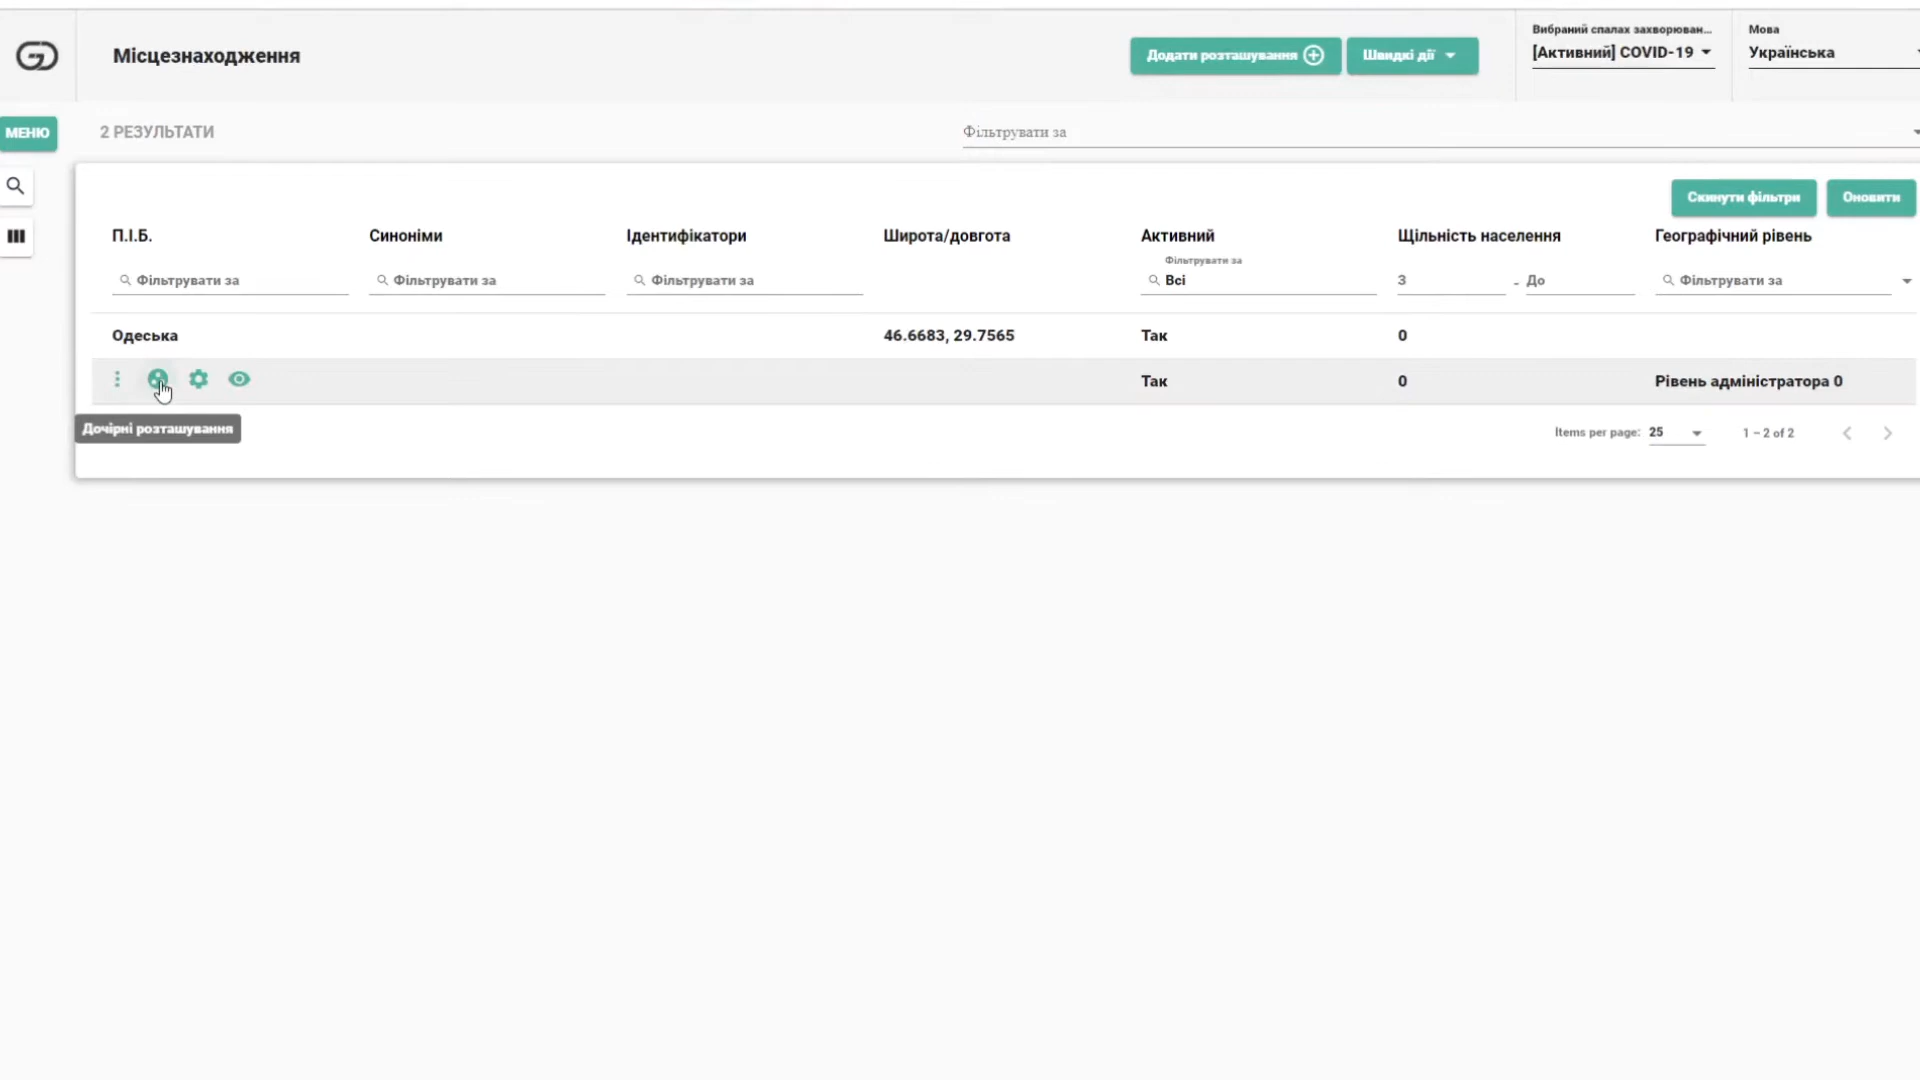 Місцезнаходження
Додати розташування
Швидкі дії
Вибраний спалах захворюван...
[Активний] COVID-19
Мова
Українська
МЕНЮ
2 РЕЗУЛЬТАТИ
Фільтрувати за
Скинути фільтри
Оновити
П.І.Б.
Синоніми
Ідентифікатори
Широта/довгота
Активний
Щільність населення
Географічний рівень
Фільтрувати за
Фільтрувати за
Фільтрувати за
Фільтрувати за
Всі
З
- До
Фільтрувати за
Одеська
46.6683, 29.7565
Так
0
Так
0
Рівень адміністратора 0
Дочірні розташування
Items per page: 25
1 – 2 of 2